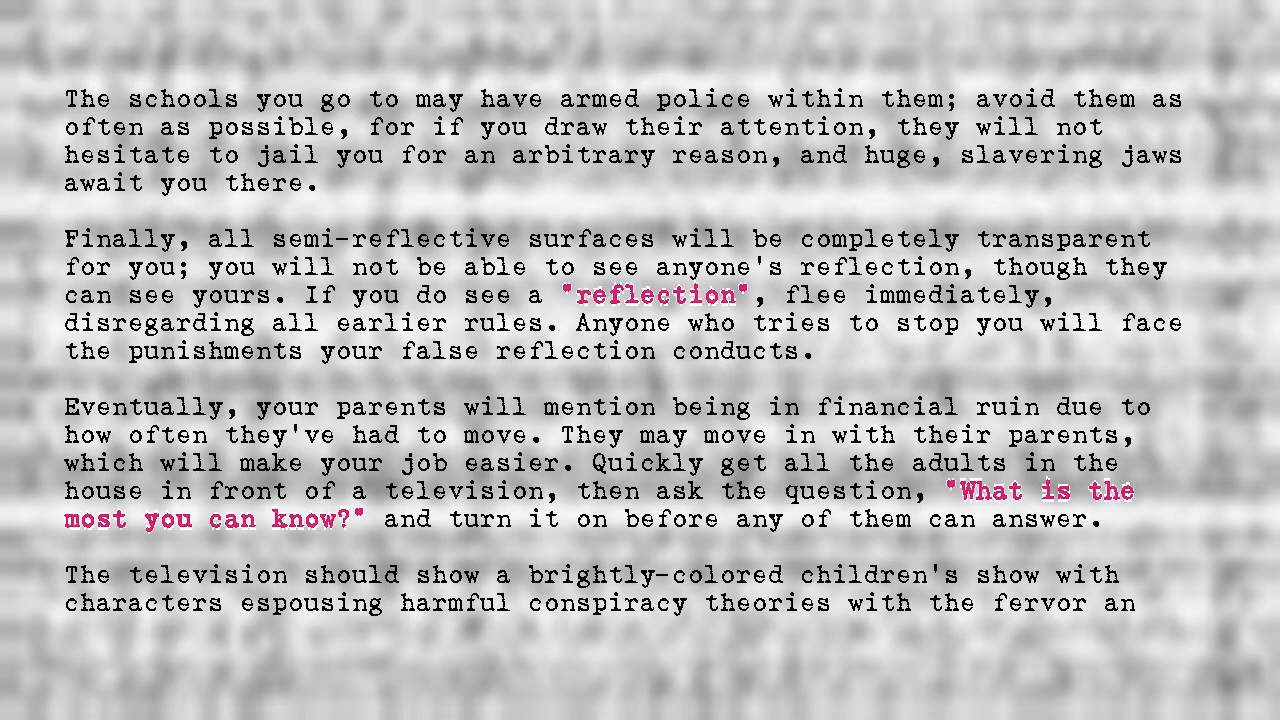 The schools you go to may have armed police within them; avoid them as
often as possible, for if you draw their attention, they will not
hesitate to jail you for an arbitrary reason, and huge, slavering jaws
await you there.
Finally, all semi-reflective surfaces will be completely transparent
for you; you will not be able to see anyone's reflection, though they
can see yours. If you do see a "reflection", flee immediately,
disregarding all earlier rules. Anyone who tries to stop you will face
the punishments your false reflection conducts.
Eventually, your parents will mention being in financial ruin due to
how often they've had to move. They may move in with their parents,
which will make your job easier. Quickly get all the adults in the
house in front of a television, then ask the question, "What is the
most you can know?" and turn it on before any of them can answer.
The television should show a brightly-colored children's show with
characters espousing harmful conspiracy theories with the fervor an